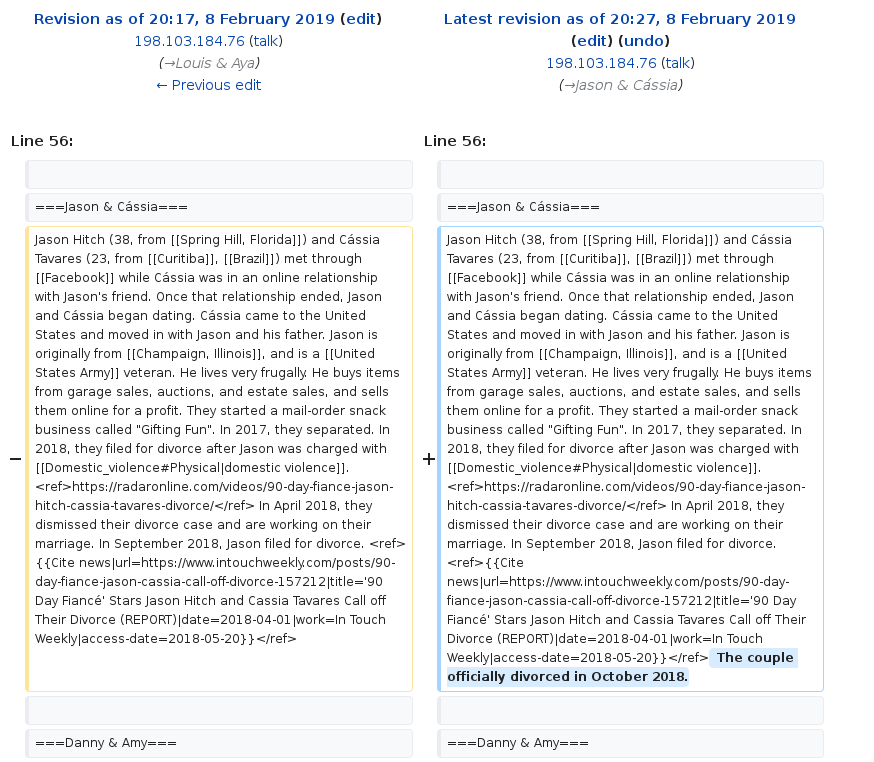 Revision as of 20:17, 8 February 2019 (edit)
198.103.184.76 (talk)
(→Louis & Aya)
← Previous edit
Latest revision as of 20:27, 8 February 2019
(edit) (undo)
198.103.184.76 (talk)
(→Jason & Cássia)
Line 56:
Line 56:
===Jason & Cássia===
===Jason & Cássia===
−
Jason Hitch (38, from [[Spring Hill, Florida]]) and Cássia
Tavares (23, from [[Curitiba]], [[Brazil]]) met through
[[Facebook]] while Cássia was in an online relationship
with Jason's friend. Once that relationship ended, Jason
and Cássia began dating. Cássia came to the United
States and moved in with Jason and his father. Jason is
originally from [[Champaign, Illinois]], and is a [[United
States Army]] veteran. He lives very frugally. He buys items
from garage sales, auctions, and estate sales, and sells
them online for a profit. They started a mail-order snack
business called "Gifting Fun". In 2017, they separated. In
2018, they filed for divorce after Jason was charged with
[[Domestic_violence#Physical|domestic violence]].
<ref>https://radaronline.com/videos/90-day-fiance-jason-
hitch-cassia-tavares-divorce/</ref> In April 2018, they
dismissed their divorce case and are working on their
marriage. In September 2018, Jason filed for divorce. <ref>
{{Cite news|url=https://www.intouchweekly.com/posts/90-
day-fiance-jason-cassia-call-off-divorce-157212|title='90
Day Fiancé' Stars Jason Hitch and Cassia Tavares Call off
Their Divorce (REPORT)|date=2018-04-01|work=In Touch
Weekly|access-date=2018-05-20}}</ref>
+
Jason Hitch (38, from [[Spring Hill, Florida]]) and Cássia
Tavares (23, from [[Curitiba]], [[Brazil]]) met through
[[Facebook]] while Cássia was in an online relationship
with Jason's friend. Once that relationship ended, Jason
and Cássia began dating. Cássia came to the United
States and moved in with Jason and his father. Jason is
originally from [[Champaign, Illinois]], and is a [[United
States Army]] veteran. He lives very frugally. He buys items
from garage sales, auctions, and estate sales, and sells
them online for a profit. They started a mail-order snack
business called "Gifting Fun". In 2017, they separated. In
2018, they filed for divorce after Jason was charged with
[[Domestic_violence#Physical|domestic violence]].
<ref>https://radaronline.com/videos/90-day-fiance-jason-
hitch-cassia-tavares-divorce/</ref> In April 2018, they
dismissed their divorce case and are working on their
marriage. In September 2018, Jason filed for divorce.
<ref>{{Cite
news|url=https://www.intouchweekly.com/posts/90-day-
fiance-jason-cassia-call-off-divorce-157212|title='90 Day
Fiancé' Stars Jason Hitch and Cassia Tavares Call off Their
Divorce (REPORT)|date=2018-04-01|work=In Touch
Weekly|access-date=2018-05-20}}</ref> The couple
officially divorced in October 2018.
===Danny & Amy===
===Danny & Amy===